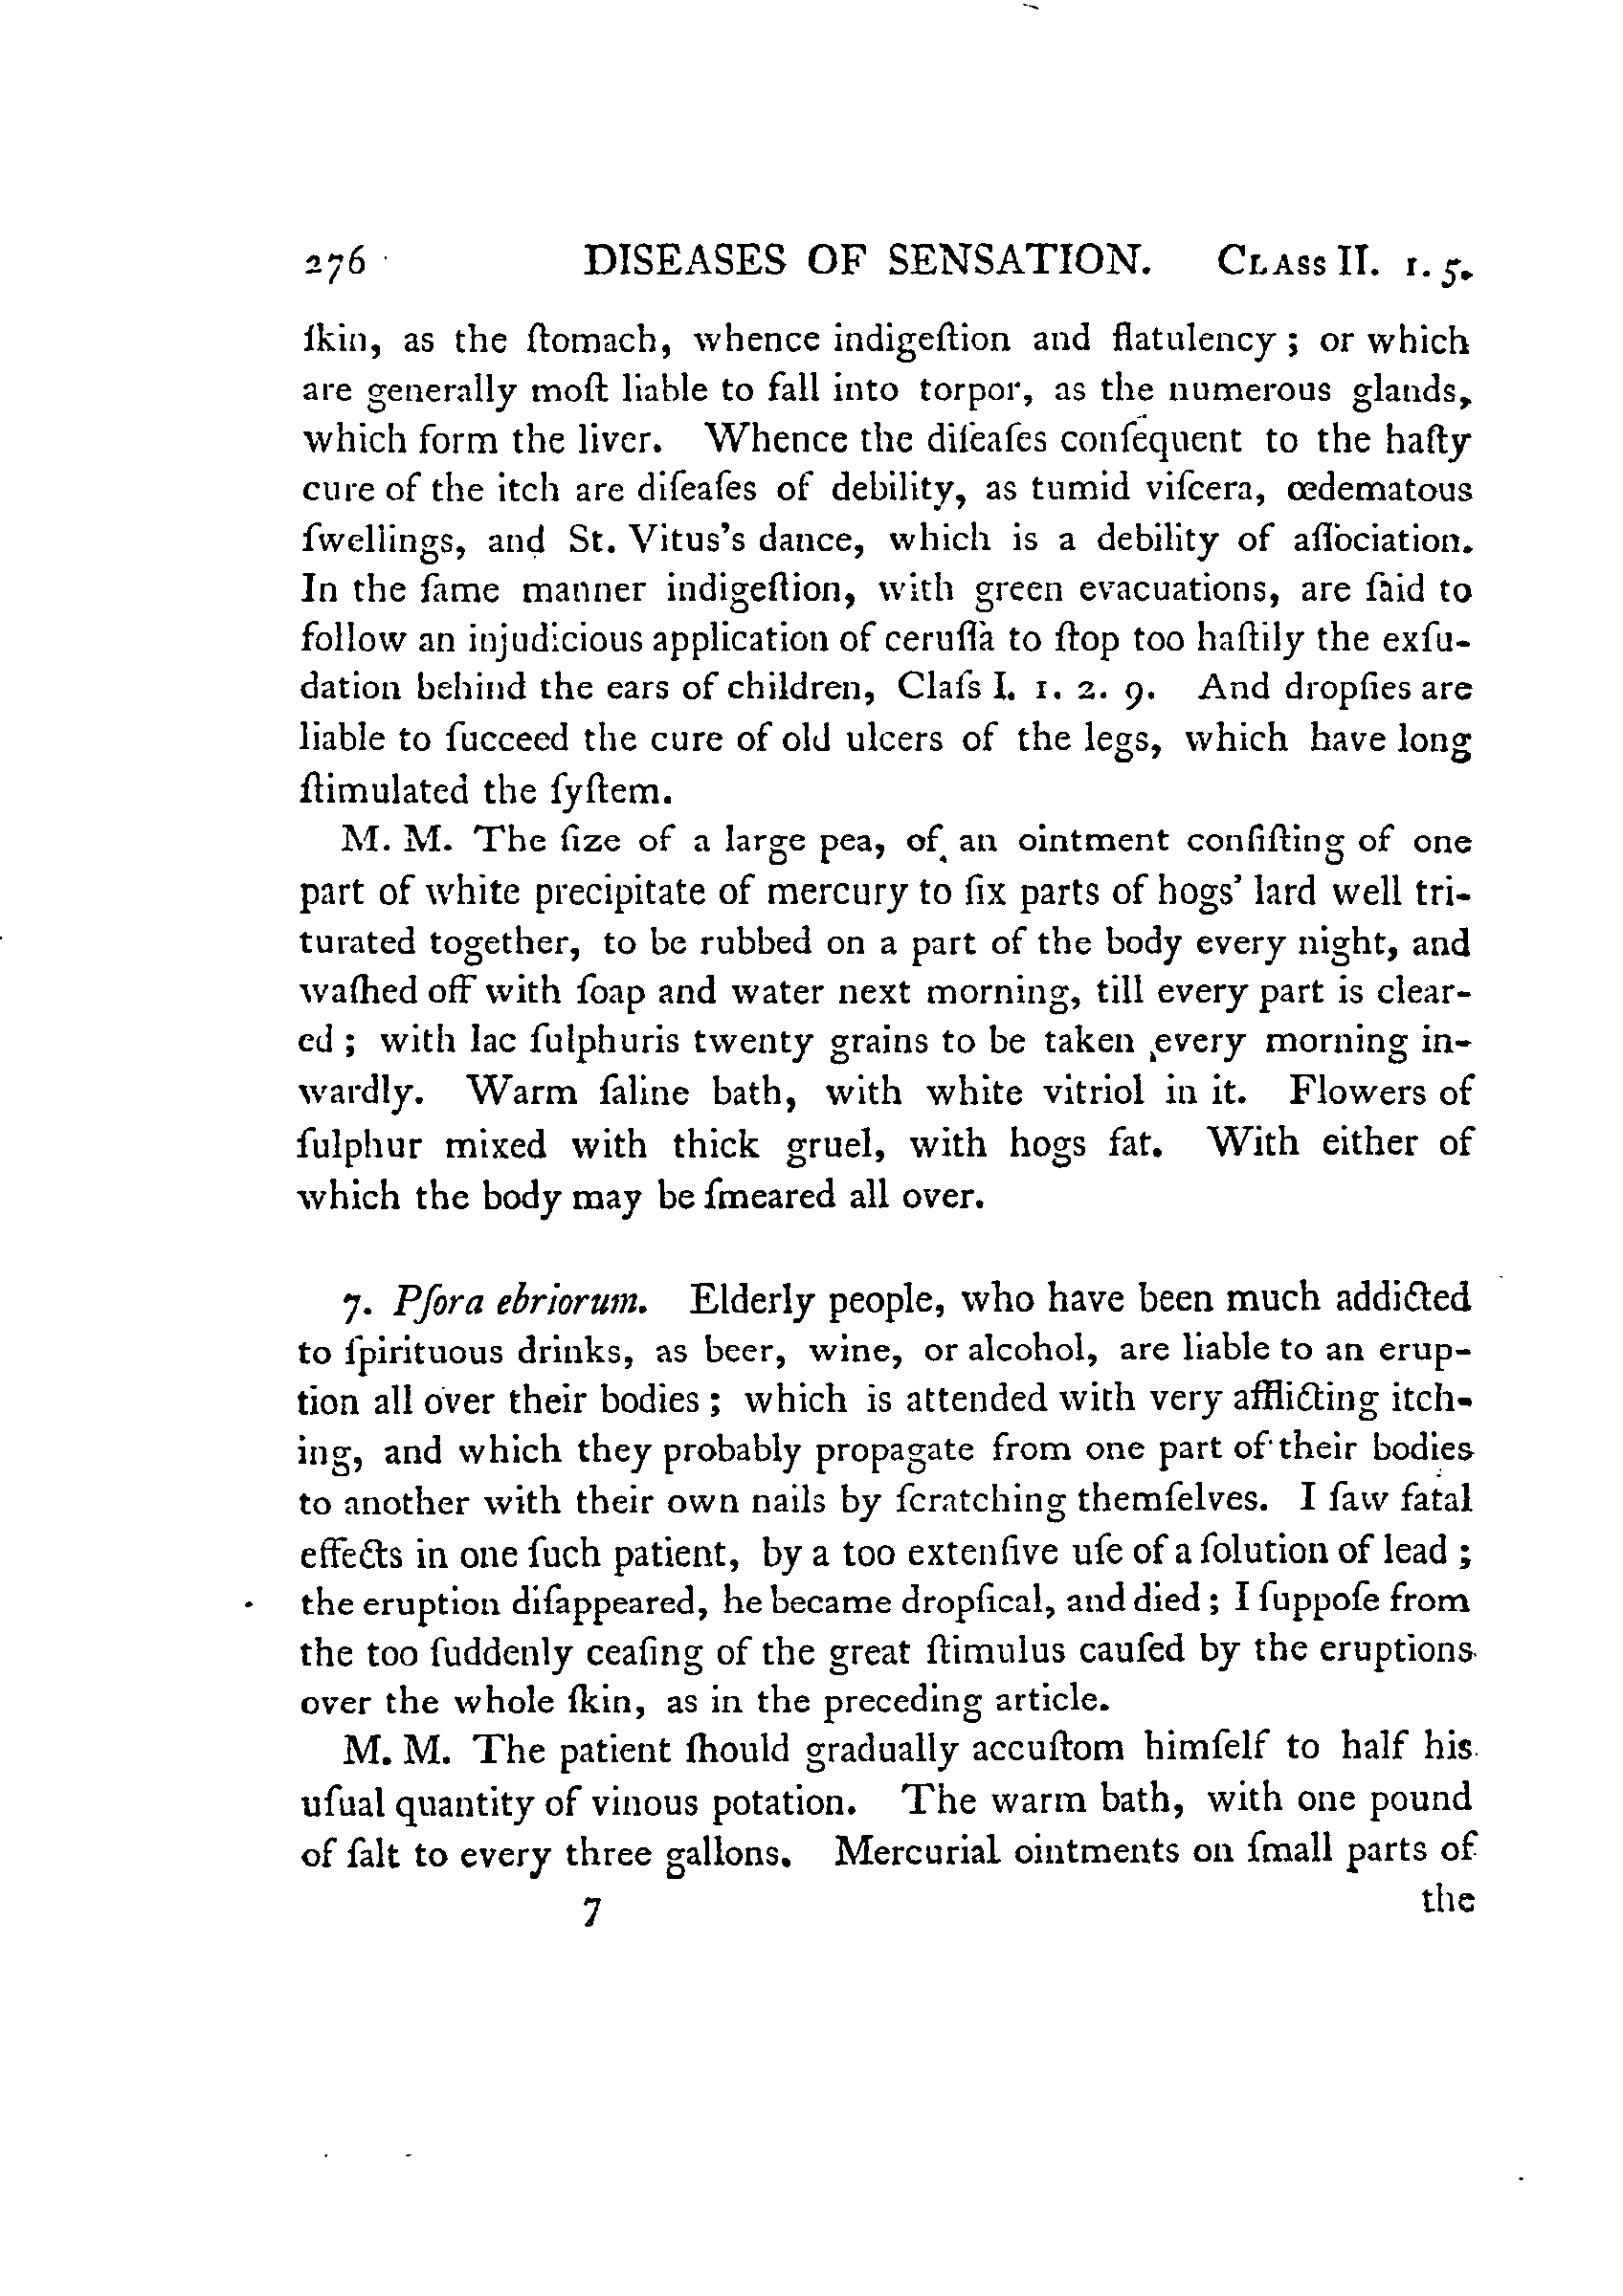 276 DISEASES OF SENSATION. CLASS II. 1. 5.
ſkin, as the ſtomach, whence indigeſtion and flatulency; or which
are generally moſt liable to fall into torpor, as the numerous glands,
which form the liver. Whence the diſeaſes conſequent to the haſty
cure of the itch are diſeaſes of debility, as tumid viſcera, œdematous
ſwellings, and St. Vitus's dance, which is a debility of aſſociation.
In the ſame manner indigeſtion, with green evacuations, are ſaid to
follow an injudicious application of ceruſſa to ſtop too haſtily the exſu-
dation behind the ears of children, Claſs I. 1. 2. 9. And dropſies are
liable to ſucceed the cure of old ulcers of the legs, which have long
ſtimulated the ſyſtem.
M. M. The ſize of a large pea, of an ointment conſiſting of one
part of white precipitate of mercury to ſix parts of hogs' lard well tri-
turated together, to be rubbed on a part of the body every night, and
waſhed off with ſoap and water next morning, till every part is clear-
ed; with lac ſulphuris twenty grains to be taken every morning in-
wardly. Warm ſaline bath, with white vitriol in it. Flowers of
ſulphur mixed with thick gruel, with hogs fat. With either of
which the body may be ſmeared all over.
7. Pſora ebriorum. Elderly people, who have been much addicted
to ſpirituous drinks, as beer, wine, or alcohol, are liable to an erup-
tion all over their bodies; which is attended with very afflicting itch-
ing, and which they probably propagate from one part of their bodies
to another with their own nails by ſcratching themſelves. I ſaw fatal
effects in one ſuch patient, by a too extenſive uſe of a ſolution of lead;
the eruption diſappeared, he became dropſical, and died; I ſuppoſe from
the too ſuddenly ceaſing of the great ſtimulus cauſed by the eruptions
over the whole ſkin, as in the preceding article.
M. M. The patient ſhould gradually accuſtom himſelf to half his
uſual quantity of vinous potation. The warm bath, with one pound
of ſalt to every three gallons. Mercurial ointments on ſmall parts of
7 the